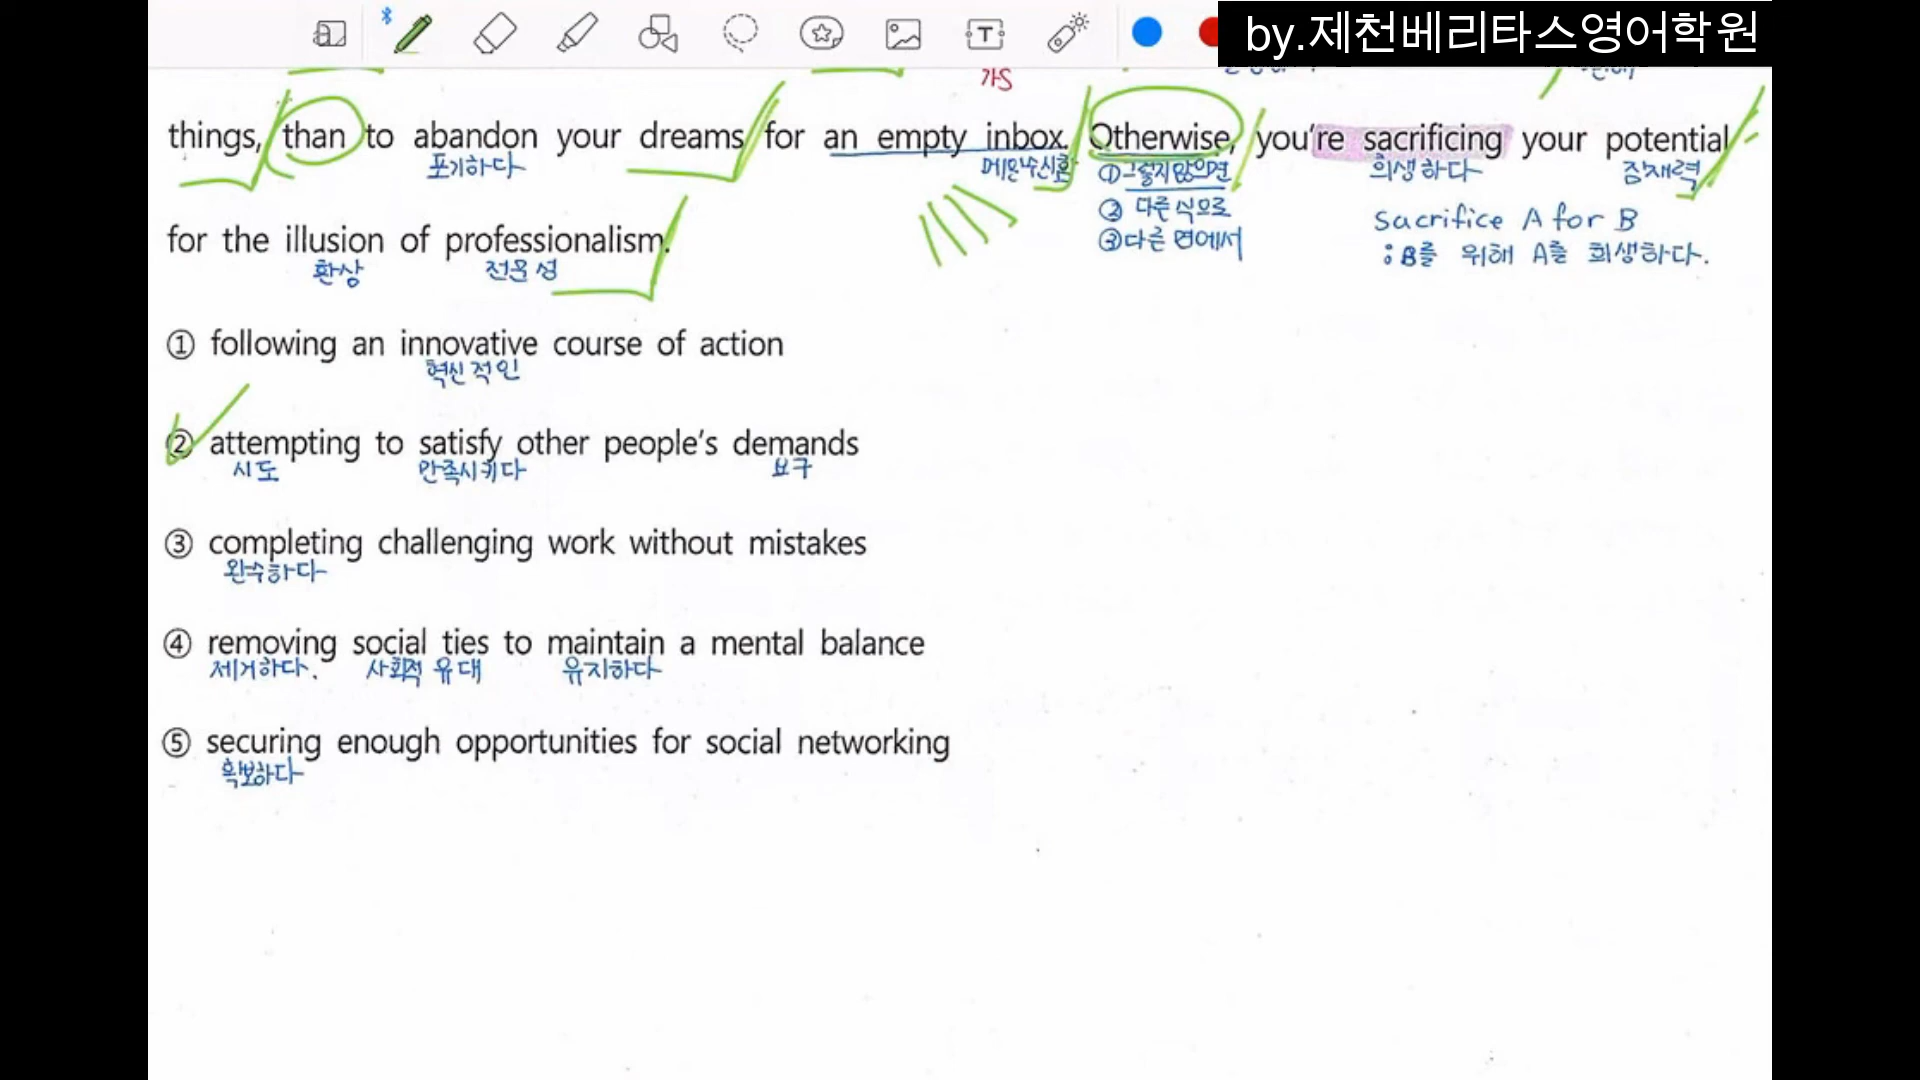 by.제천베리타스영어학원
가S
things, than to abandon your dreams for an empty inbox. Otherwise, you're sacrificing your potential
포기하다 메일수신함 ①그렇지않으면 희생하다 잠재력
② 다른 식으로
③다른 면에서
sacrifice A for B
:B를 위해 A를 희생하다.
for the illusion of professionalism.
환상 전문성
① following an innovative course of action
혁신적인
② attempting to satisfy other people's demands
시도 만족시키다 요구
③ completing challenging work without mistakes
완수하다
④ removing social ties to maintain a mental balance
제거하다. 사회적 유대 유지하다
⑤ securing enough opportunities for social networking
확보하다